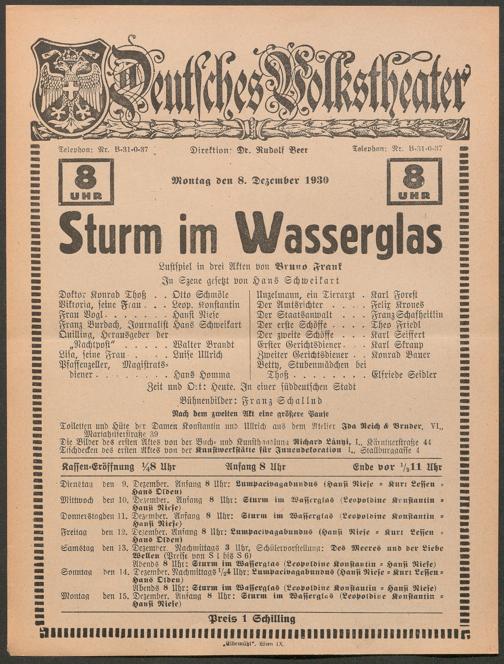 Deutsches Volkstheater
Telephon: Nr. B-31-0-37 Direktion: Dr. Rudolf Beer Telephon: Nr. B-31-0-37
8 UHR Montag den 8. Dezember 1930 8 UHR
Sturm im Wasserglas
Lustspiel in drei Akten von Bruno Frank
In Szene gesetzt von Hans Schweikart
Doktor Konrad Thoß . . Otto Schmöle
Viktoria, seine Frau . . . Leop. Konstantin
Frau Vogl . . . . . . . Hansi Niese
Franz Burdach, Journalist Hans Schweikart
Quilling, Herausgeber der
„Nachtpost“ . . . . . . Walter Brandt
Lisa, seine Frau . . . . . Luise Ullrich
Pfaffenzeller, Magistrats-
diener . . . . . . . . Hans Homma
Unzelmann, ein Tierarzt . Karl Forest
Der Amtsrichter . . . . Felix Krones
Der Staatsanwalt . . . . Franz Schafheitlin
Der erste Schöffe . . . . Theo Friedl
Der zweite Schöffe . . . Karl Seiffert
Erster Gerichtsdiener . . . Karl Skraup
Zweiter Gerichtsdiener . . Konrad Bauer
Betty, Stubenmädchen bei
Thoß . . . . . . . . Elfriede Seidler
Zeit und Ort: Heute. In einer süddeutschen Stadt
Bühnenbilder: Franz Schallnd
Nach dem zweiten Akt eine größere Pause
Toiletten und Hüte der Damen Konstantin und Ullrich aus dem Atelier Ida Reich & Bruder, VI.,
Mariahilferstraße 39
Die Bilder des ersten Aktes von der Buch- und Kunsthandlung Richard Lányi, I., Kärntnerstraße 44
Tischdecken des ersten Aktes von der Kunstwerkstätte für Innendekoration I., Stallburggasse 4
Kassen-Eröffnung ¼8 Uhr Anfang 8 Uhr Ende vor ½11 Uhr
Dienstag den 9. Dezember. Anfang 8 Uhr: Lumpacivagabundus (Hansi Niese - Kurt Lessen -
Hans Olden)
Mittwoch den 10. Dezember. Anfang 8 Uhr: Sturm im Wasserglas (Leopoldine Konstantin -
Hansi Niese)
Donnerstag den 11. Dezember. Anfang 8 Uhr: Sturm im Wasserglas (Leopoldine Konstantin -
Hansi Niese)
Freitag den 12. Dezember. Anfang 8 Uhr: Lumpacivagabundus (Hansi Niese - Kurt Lessen -
Hans Olden)
Samstag den 13. Dezember. Nachmittags 3 Uhr, Schülervorstellung: Des Meeres und der Liebe
Wellen (Preise von S 1 bis S 6)
Abends 8 Uhr: Sturm im Wasserglas (Leopoldine Konstantin - Hansi Niese)
Sonntag den 14. Dezember. Nachmittags ½4 Uhr: Lumpacivagabundus (Hansi Niese - Kurt Lessen-
Hans Olden)
Abends 8 Uhr: Sturm im Wasserglas (Leopoldine Konstantin - Hansi Niese)
Montag den 15. Dezember. Anfang 8 Uhr: Sturm im Wasserglas (Leopoldine Konstantin -
Hansi Niese)
Preis 1 Schilling
„Elbemühl“, Wien IX.